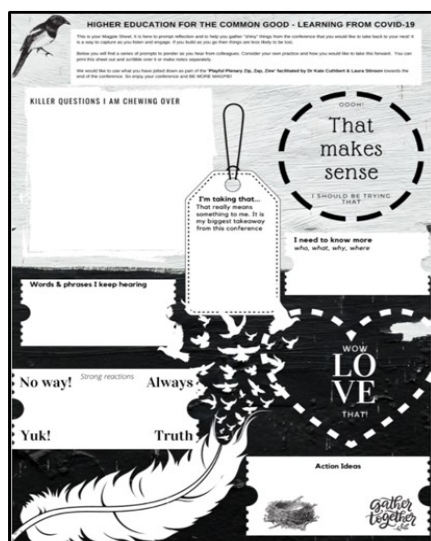 HIGHER EDUCATION FOR THE COMMON GOOD - LEARNING FROM COVID-19
This is your Magpie Sheet. It is here to prompt reflection and to help you gather "shiny" things from the conference that you would like to take back to your nest! It
is a way to capture as you listen and engage. If you build as you go then things are less likely to be lost.
Below you will find a series of prompts to ponder as you hear from colleagues. Consider your own practice and how you would like to take this forward. You can
print this sheet out and scribble over it or make notes separately.
We would like to use what you have jotted down as part of the 'Playful Plenary Zip, Zap, Zine' facilitated by Dr Kate Cuthbert & Laura Stinson towards the
end of the conference. So enjoy your conference and BE MORE MAGPIE!
KILLER QUESTIONS I AM CHEWING OVER
OOOH!
That
makes
sense
I SHOULD BE TRYING
THAT
I'm taking that...
That really means
something to me. It is
my biggest takeaway
from this conference
I need to know more
who, what, why, where
Words & phrases I keep hearing
WOW
LO
VE
THAT!
Strong reactions
No way! Always
Yuk! Truth
Action Ideas
gather
together